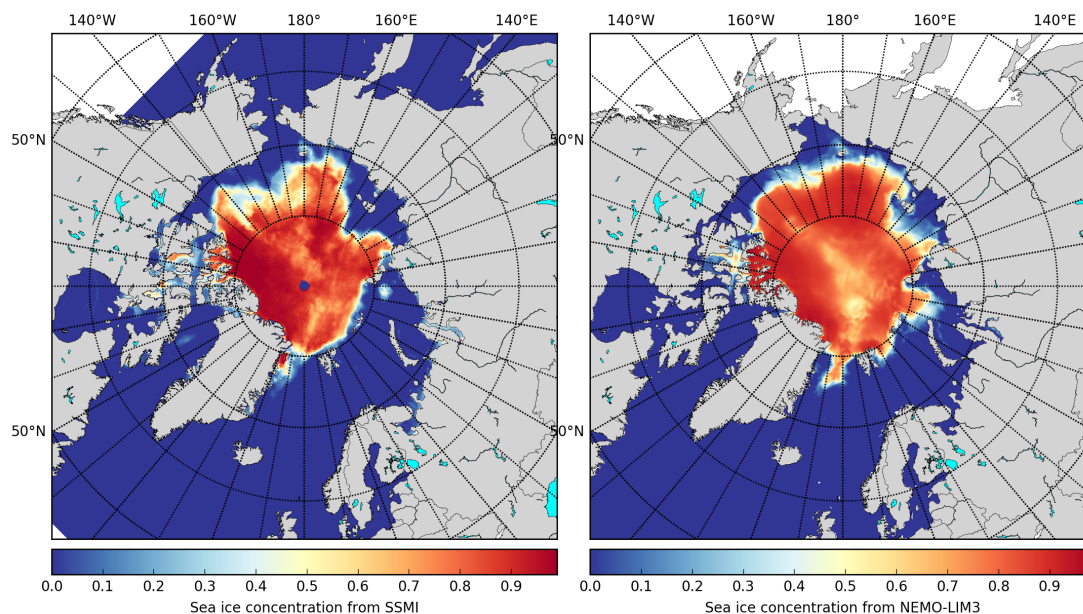 140°W 160°W 180° 160°E 140°E 140°W 160°W 180° 160°E 140°E
50°N 50°N
50°N 50°N
0.0 0.1 0.2 0.3 0.4 0.5 0.6 0.7 0.8 0.9 0.0 0.1 0.2 0.3 0.4 0.5 0.6 0.7 0.8 0.9
Sea ice concentration from SSMI Sea ice concentration from NEMO-LIM3